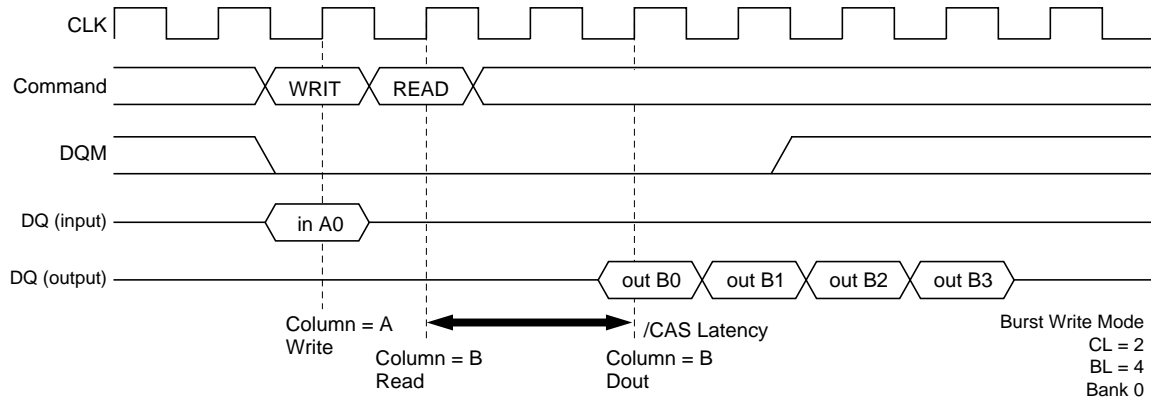 CLK
Command
WRIT
READ
DQM
DQ (input)
in A0
DQ (output)
out B0
out B1
out B2
out B3
Column = A
Write
Column = B
Read
/CAS Latency
Column = B
Dout
Burst Write Mode
CL = 2
BL = 4
Bank 0